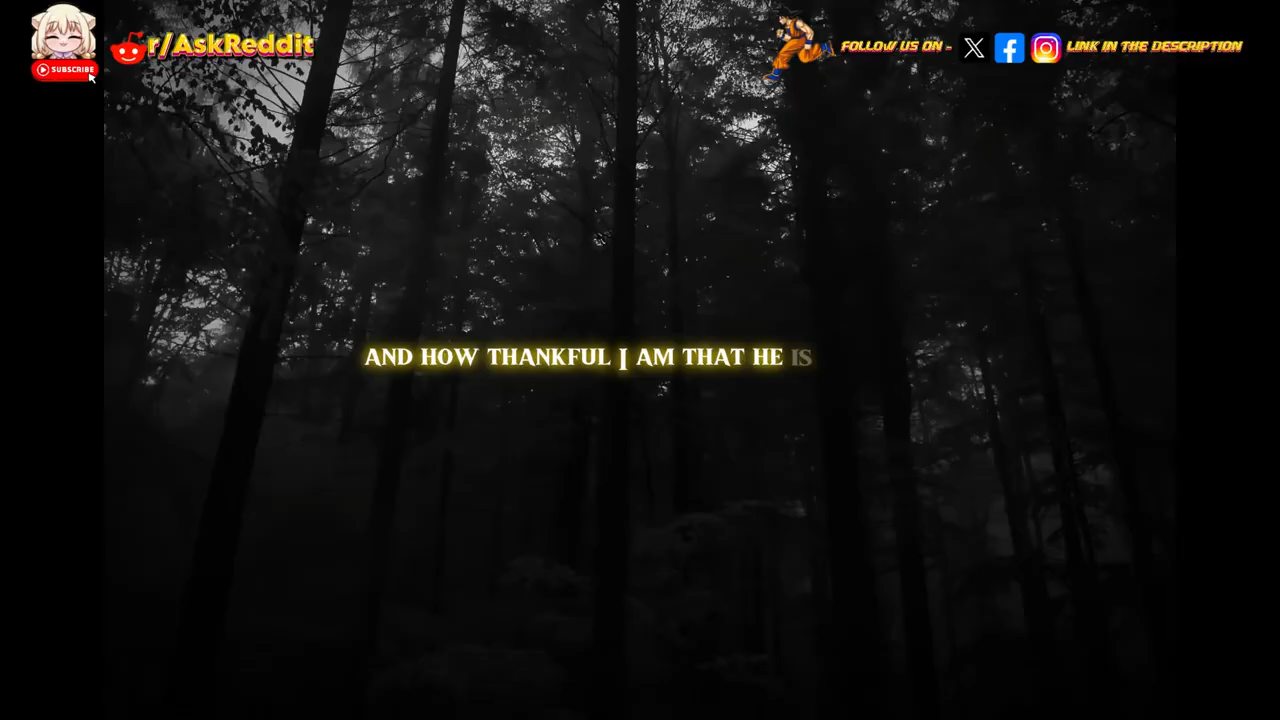 r/AskReddit
SUBSCRIBE
FOLLOW US ON -
LINK IN THE DESCRIPTION
AND HOW THANKFUL I AM THAT HE IS